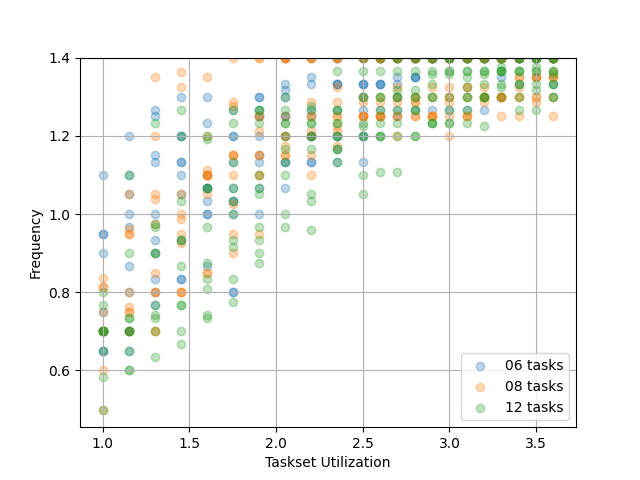 1.4
1.2
1.0
0.8
0.6
Frequency
06 tasks
08 tasks
12 tasks
1.0 1.5 2.0 2.5 3.0 3.5
Taskset Utilization